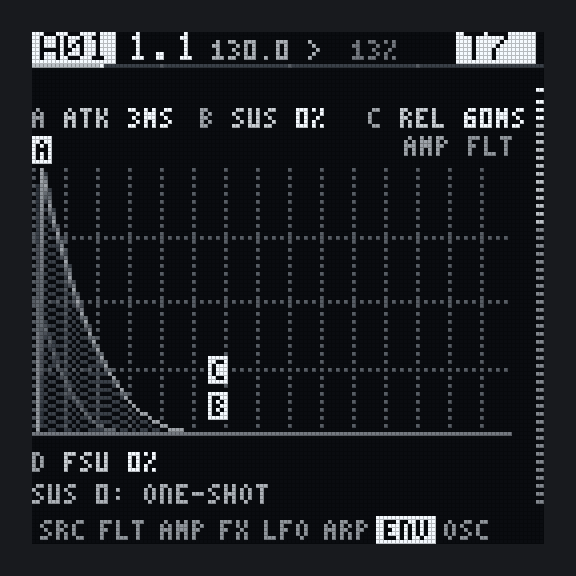 A01 1.1 130.0 > 13% T7
A ATK 3MS B SUS 0% C REL 60MS
A AMP FLT
C
B
D FSU 0%
SUS 0: ONE-SHOT
SRC FLT AMP FX LFO ARP ENV OSC